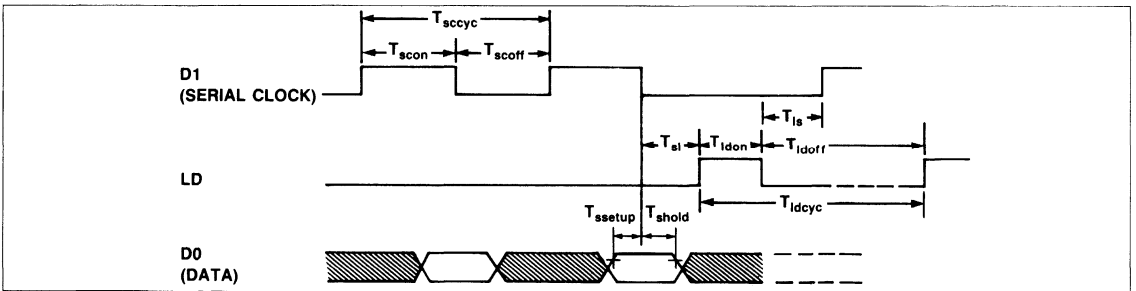 Tsccyc
Tscon
Tscoff
D1
(SERIAL CLOCK)
Tls
Tsl
Tldon
Tldoff
LD
Tldcyc
Tssetup
Tshold
D0
(DATA)